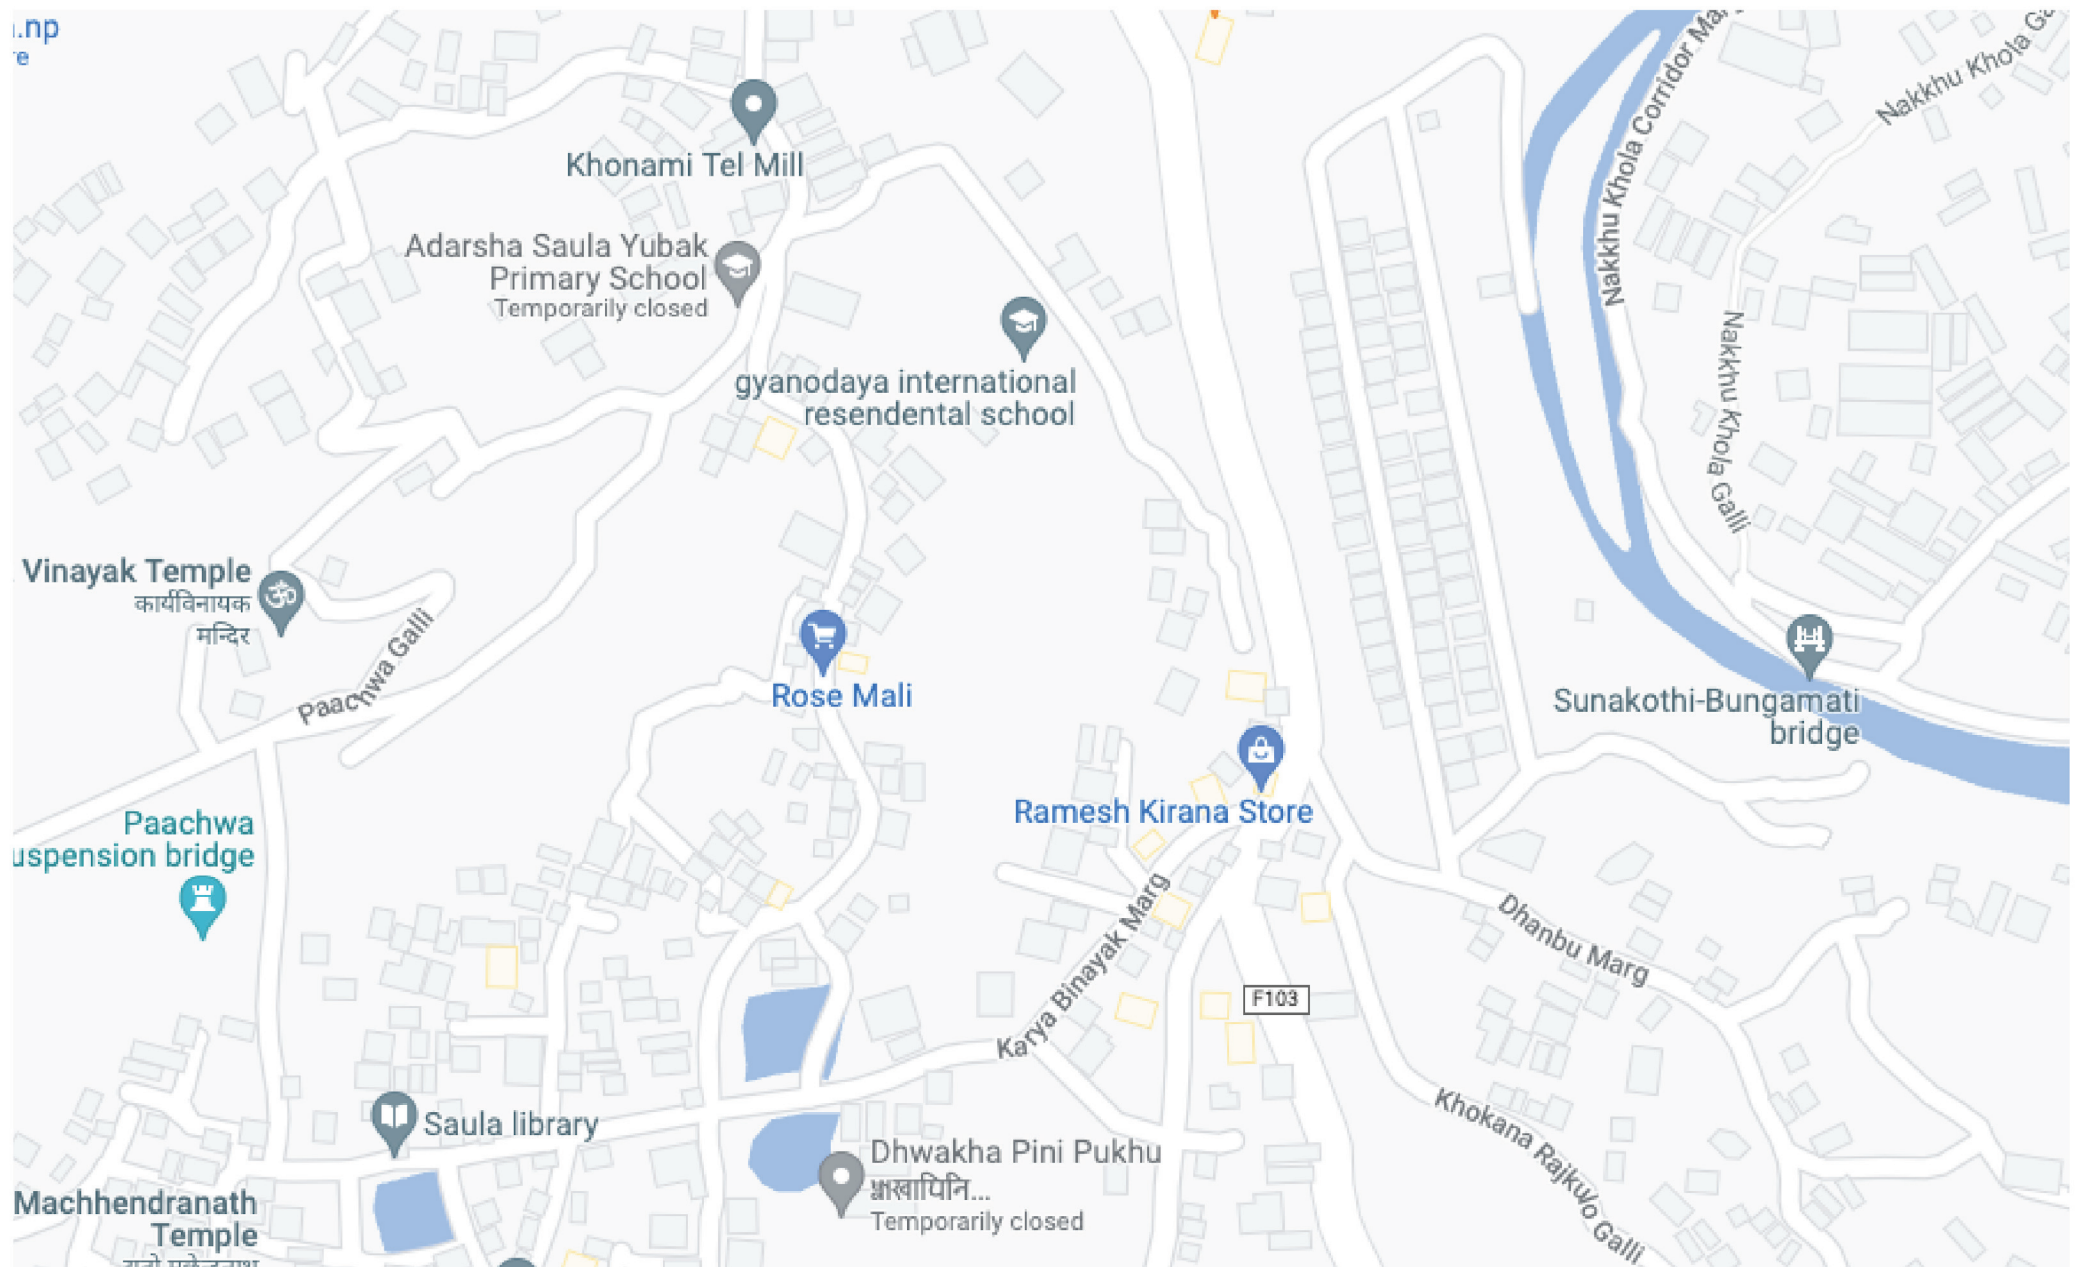 .np
re
Nakkhu Khola Corridor Mar
Nakkhu Khola Ga
Khonami Tel Mill
Adarsha Saula Yubak
Primary School
Temporarily closed
gyanodaya international
resendental school
Nakkhu Khola Galli
Vinayak Temple
कार्यविनायक
मन्दिर
Paachwa Galli
Rose Mali
Sunakothi-Bungamati
bridge
Ramesh Kirana Store
Paachwa
uspension bridge
Karya Binayak Marg
Dhanbu Marg
F103
Khokana Rajkulo Galli
Saula library
Dhwakha Pini Pukhu
Temporarily closed
Machhendranath
Temple